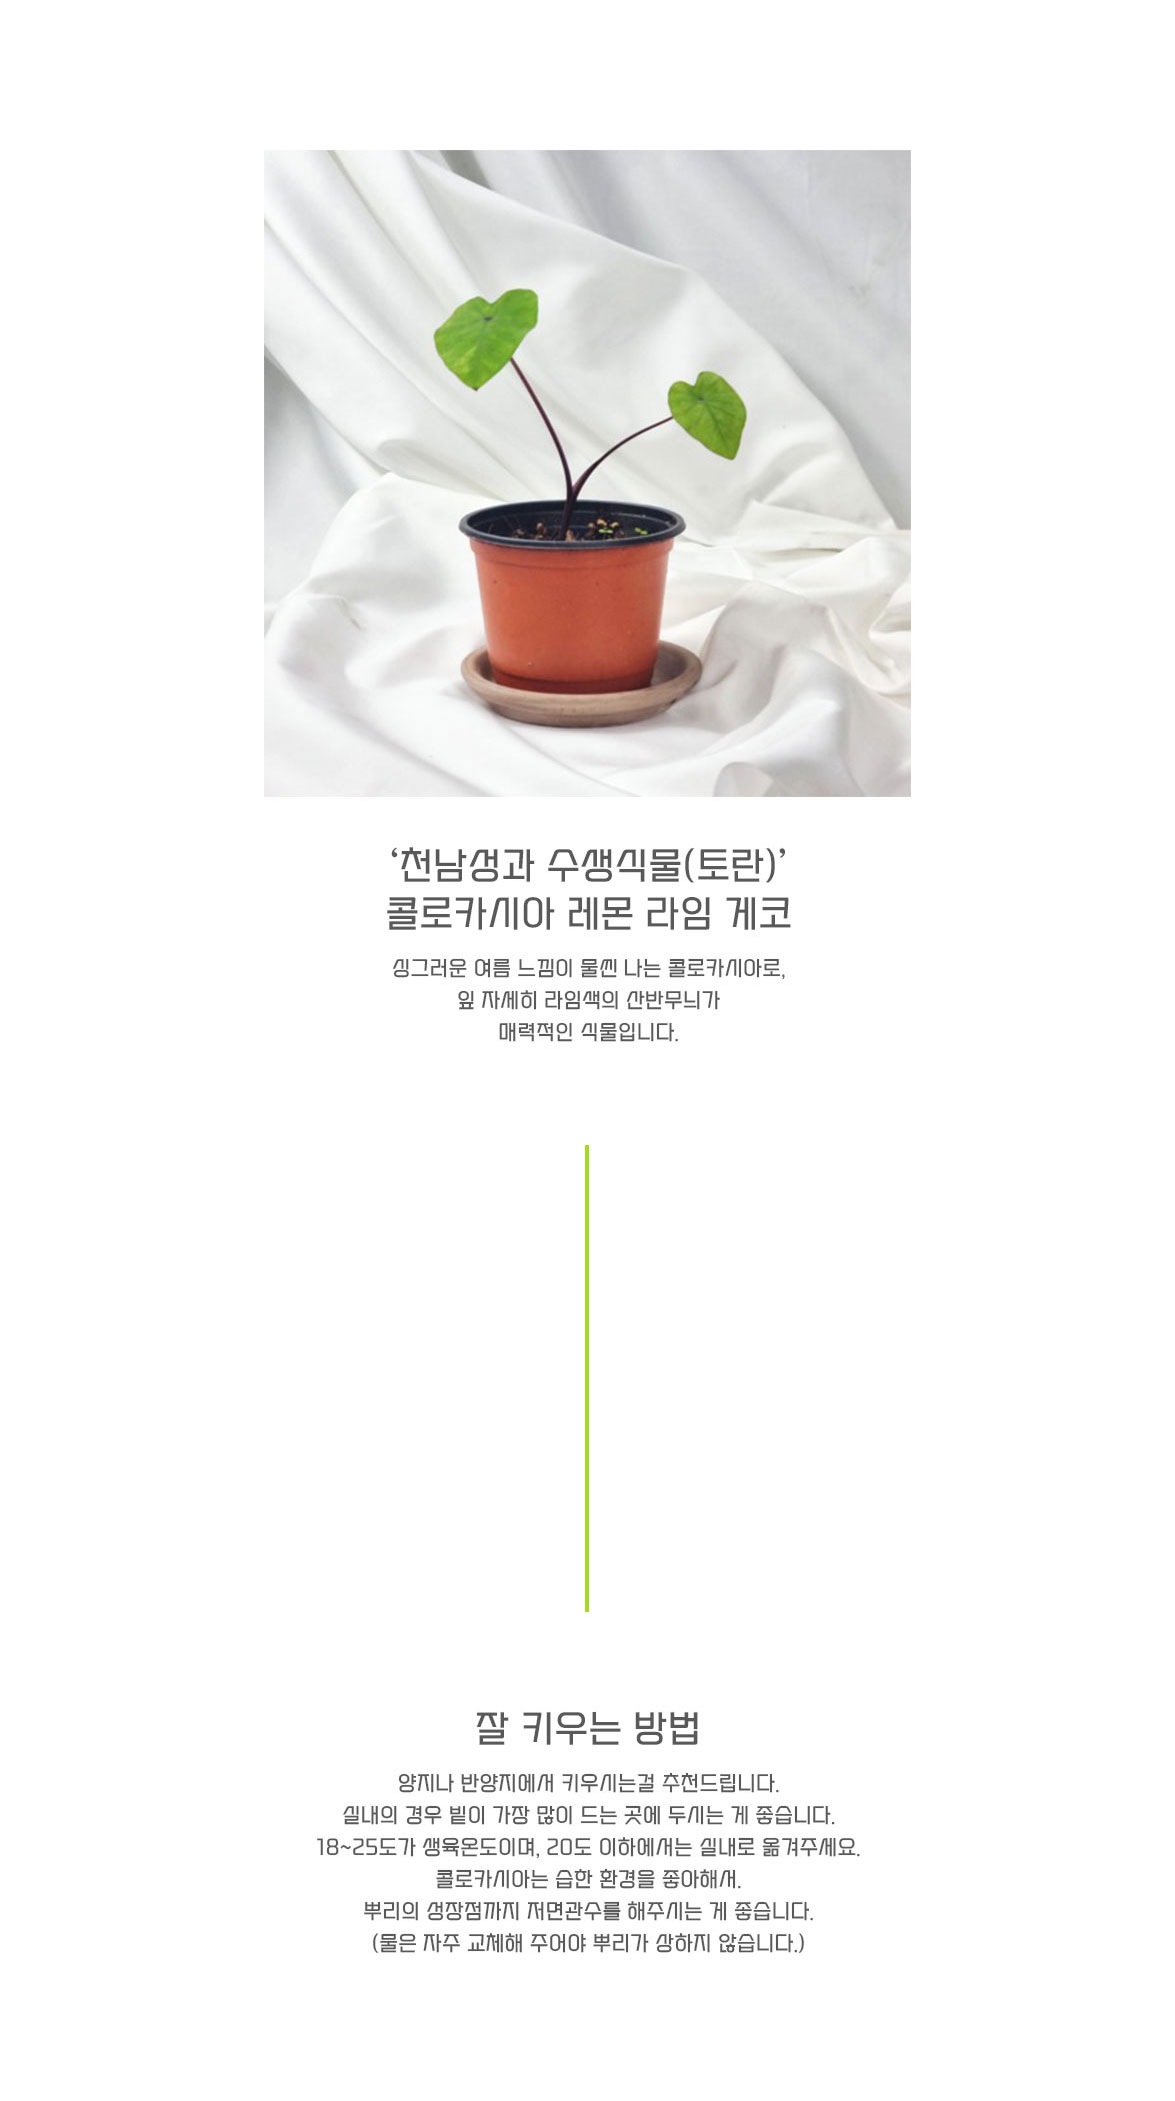 ‘천남성과 수생식물(토란)’
콜로카시아 레몬 라임 게코
싱그러운 여름 느낌이 물씬 나는 콜로카시아로,
잎 자세히 라임색의 산반무늬가
매력적인 식물입니다.
잘 키우는 방법
양지나 반양지에서 키우시는걸 추천드립니다.
실내의 경우 빝이 가장 많이 드는 곳에 두시는 게 좋습니다.
18~25도가 생육온도이며, 20도 이하에서는 실내로 옮겨주세요.
콜로카시아는 습한 환경을 좋아해서.
뿌리의 성장점까지 저면관수를 해주시는 게 좋습니다.
(물은 자주 교체해 주어야 뿌리가 상하지 않습니다.)